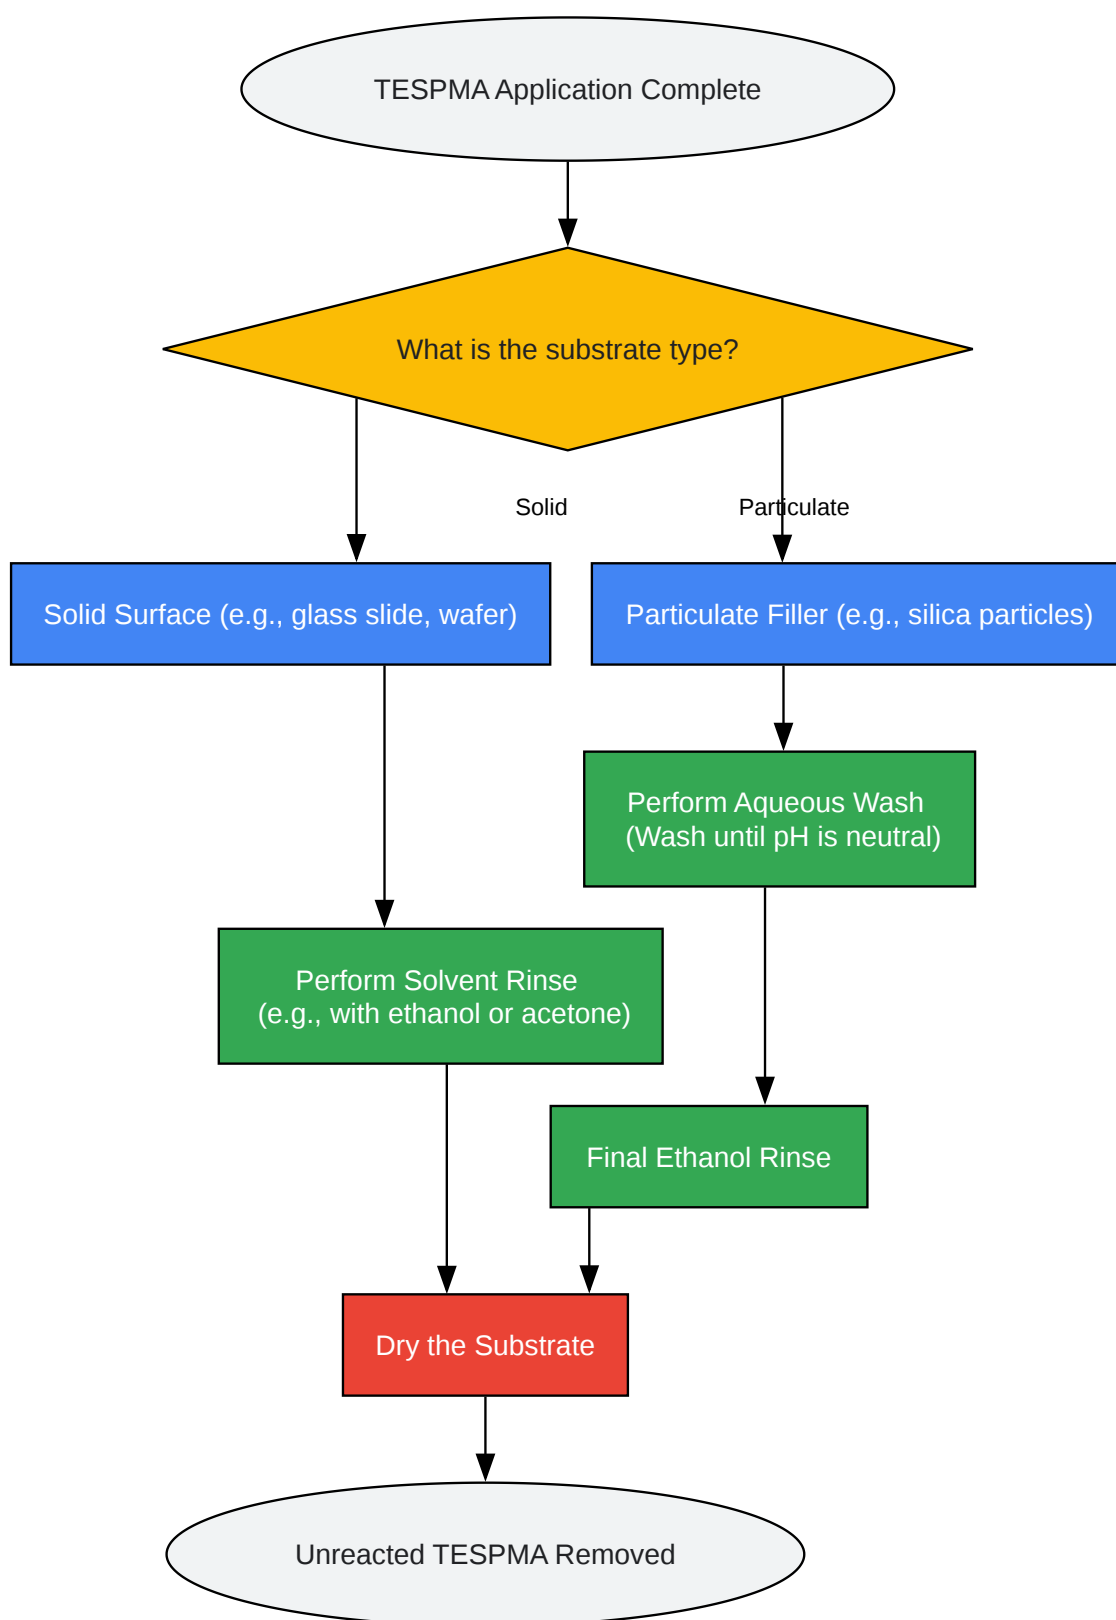 TESPMA Application Complete
What is the substrate type?
Solid
Particulate
Solid Surface (e.g., glass slide, wafer)
Particulate Filler (e.g., silica particles)
Perform Aqueous Wash
(Wash until pH is neutral)
Perform Solvent Rinse
(e.g., with ethanol or acetone)
Final Ethanol Rinse
Dry the Substrate
Unreacted TESPMA Removed